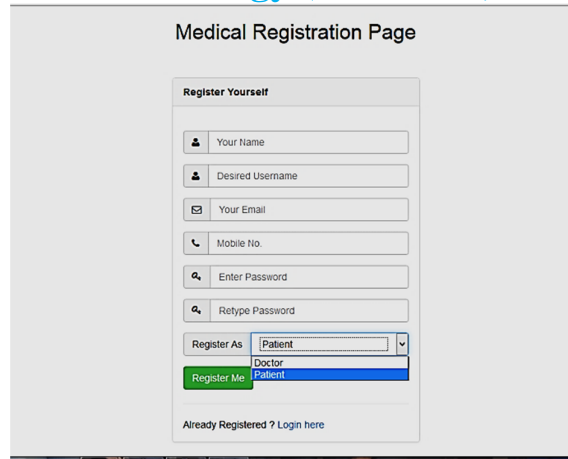 Medical Registration Page
Register Yourself
Your Name
Desired Username
Your Email
Mobile No.
Enter Password
Retype Password
Register As Patient
Doctor
Register Me Patient
Already Registered ? Login here